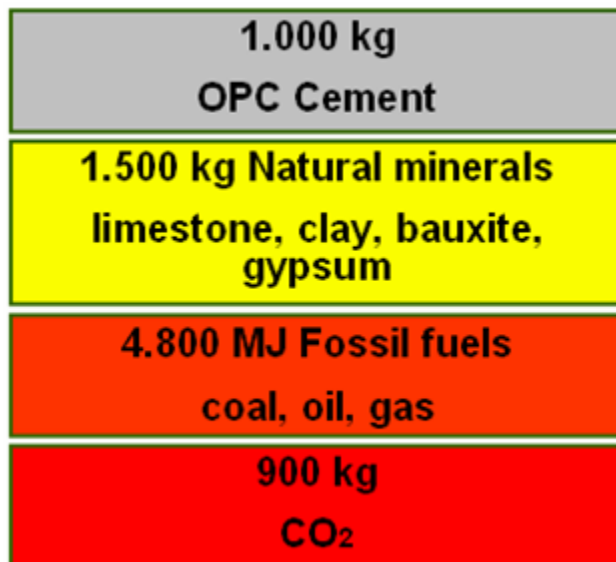 1.000 kg
OPC Cement
1.500 kg Natural minerals
limestone, clay, bauxite,
gypsum
4.800 MJ Fossil fuels
coal, oil, gas
900 kg
CO₂